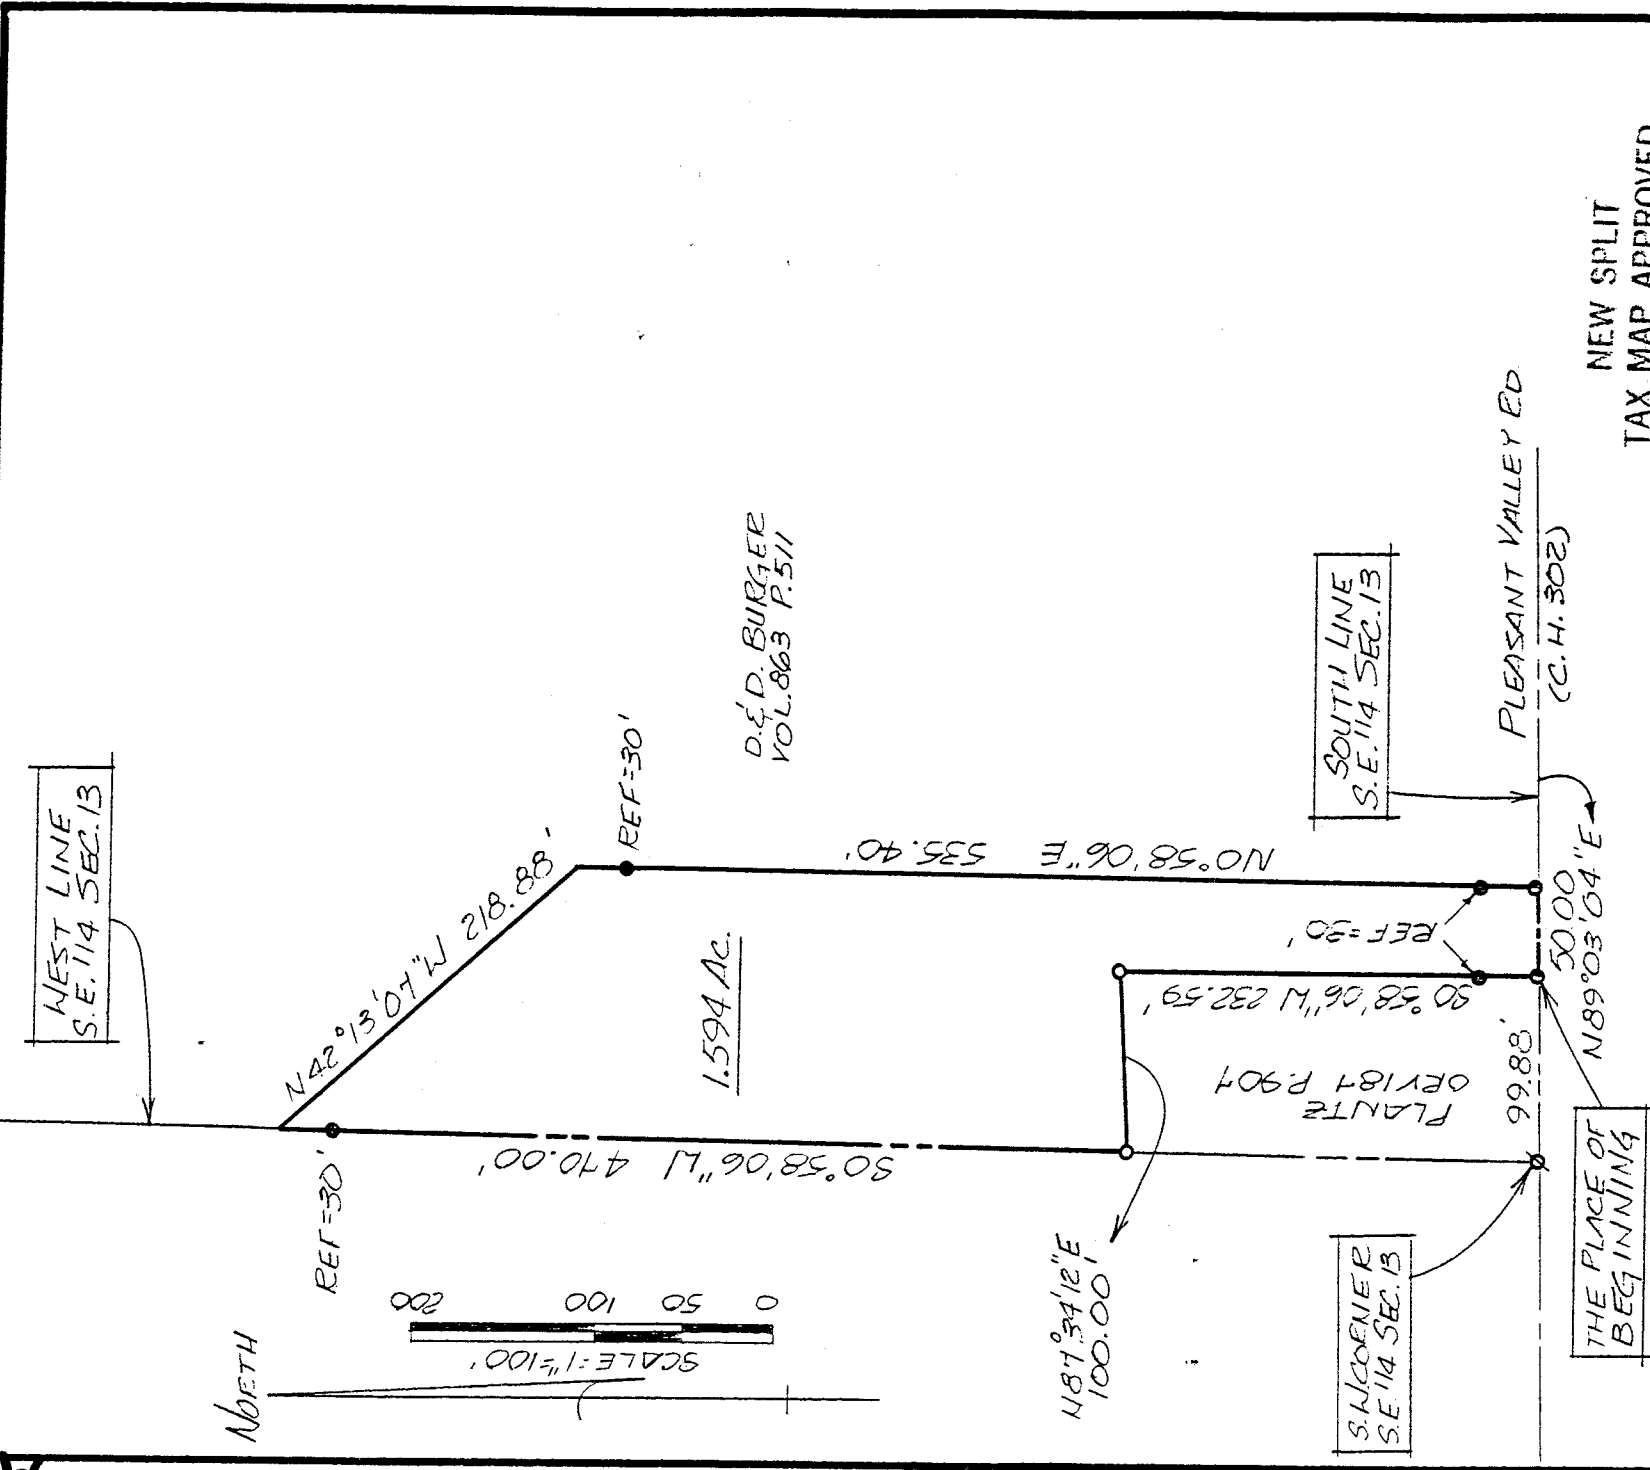 WEST LINE
S.E. 1/4 SEC. 13
N42°13'07"W 218.88'
REF=30'
D.&D. BURGER
VOL. 863 P. 511
1.594 AC.
N0°58'06"E 535.40'
S0°58'06"W 470.00'
REF=30'
NORTH
SCALE: 1"=100'
0 50 100 200
N87°34'12"E
100.00'
S0°58'06"W 232.59'
REF=30'
PLANTZ
ORV187 P.907
SOUTH LINE
S.E. 1/4 SEC. 13
PLEASANT VALLEY RD.
(C.H. 302)
50.00
N89°03'04"E
99.88'
S.W. CORNER
S.E. 1/4 SEC. 13
THE PLACE OF
BEGINNING
NEW SPLIT
TAX MAP APPROVED